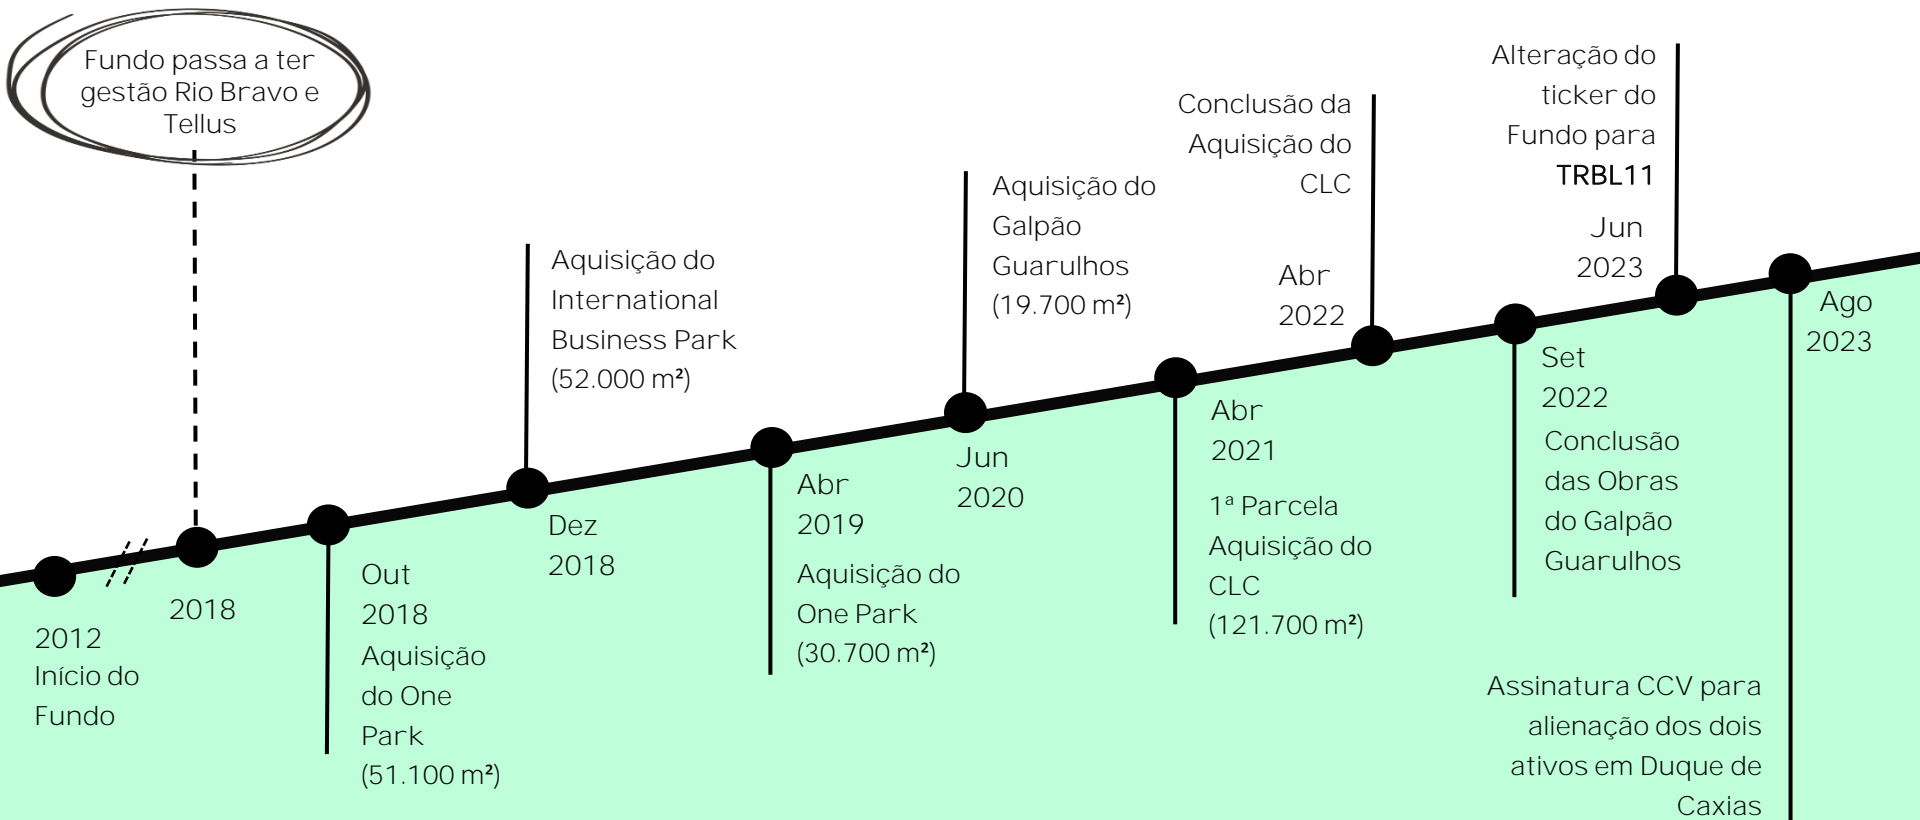 Fundo passa a ter
gestão Rio Bravo e
Tellus
2012
Início do
Fundo
2018
Out
2018
Aquisição
do One
Park
(51.100 m²)
Aquisição do
International
Business Park
(52.000 m²)
Dez
2018
Abr
2019
Aquisição do
One Park
(30.700 m²)
Aquisição do
Galpão
Guarulhos
(19.700 m²)
Jun
2020
Abr
2021
1ª Parcela
Aquisição do
CLC
(121.700 m²)
Conclusão da
Aquisição do
CLC
Abr
2022
Set
2022
Conclusão
das Obras
do Galpão
Guarulhos
Alteração do
ticker do
Fundo para
TRBL11
Jun
2023
Ago
2023
Assinatura CCV para
alienação dos dois
ativos em Duque de
Caxias